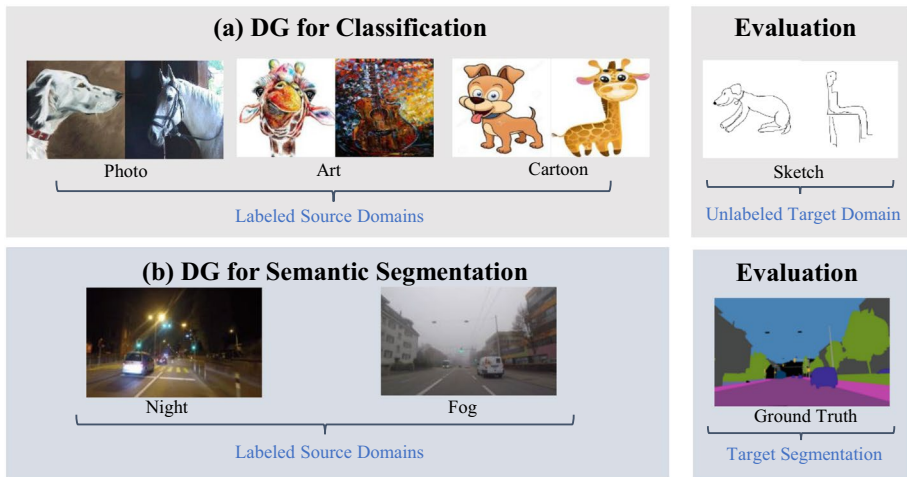 (a) DG for Classification
Photo
Art
Cartoon
Labeled Source Domains
Evaluation
Sketch
Unlabeled Target Domain
(b) DG for Semantic Segmentation
Night
Fog
Labeled Source Domains
Evaluation
Ground Truth
Target Segmentation